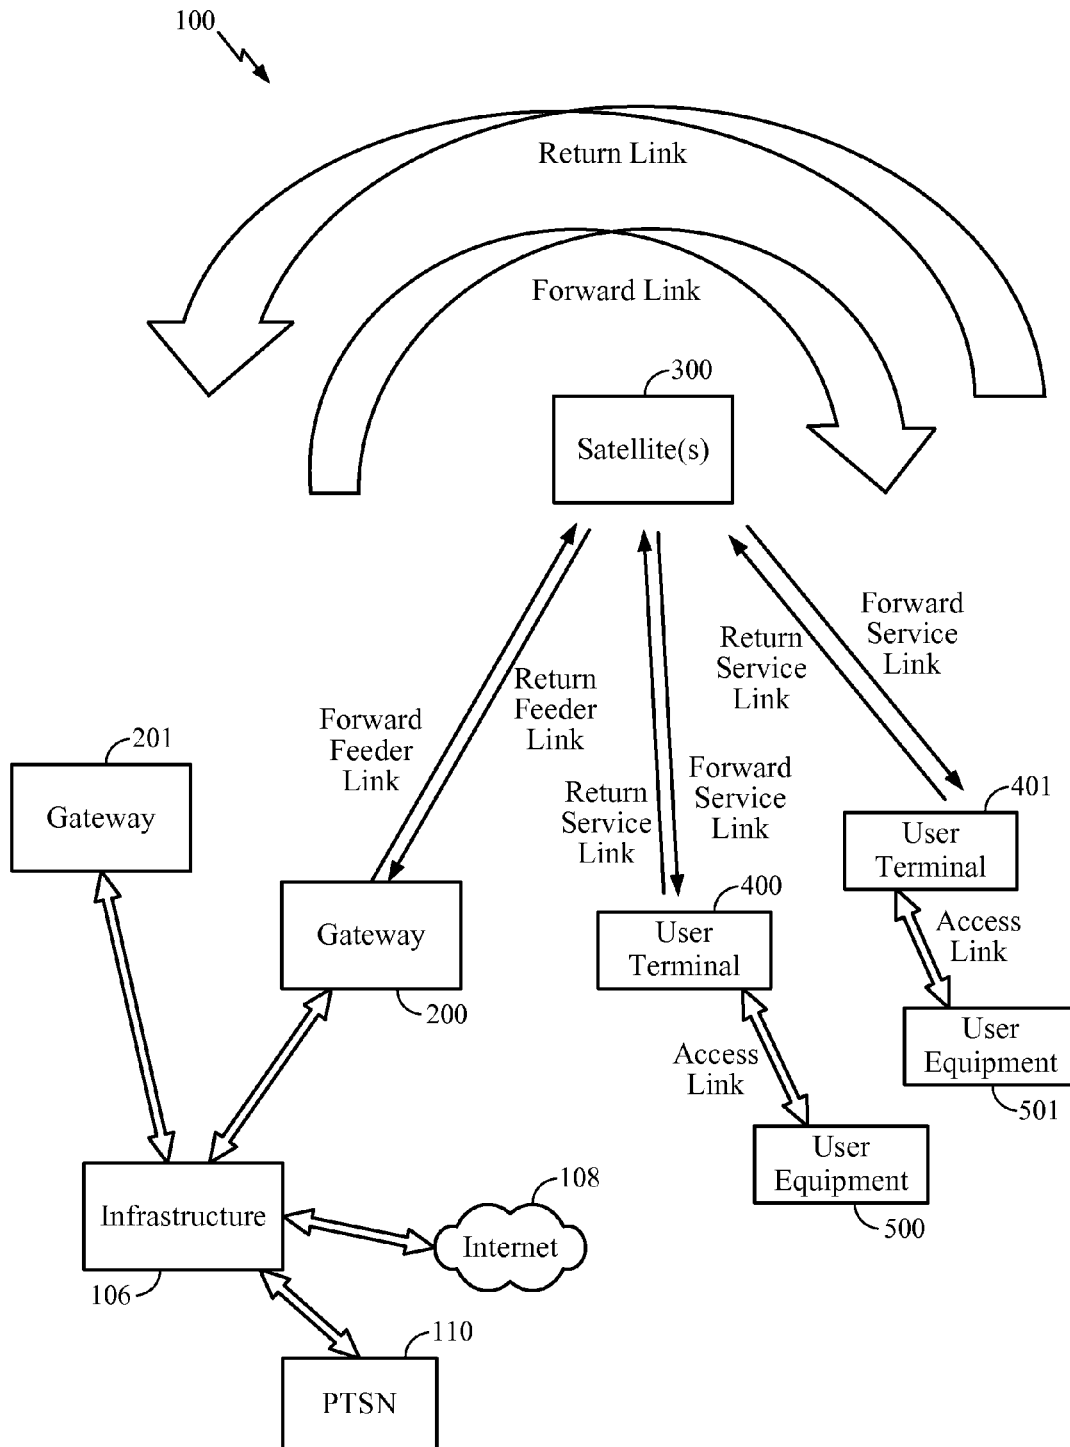 100
Return Link
Forward Link
300
Satellite(s)
Forward
Service
Link
Return
Service
Link
Return
Feeder
Link
Forward
Feeder
Link
Return
Service
Link
Forward
Service
Link
201
Gateway
401
User
Terminal
Gateway
200
400
User
Terminal
Access
Link
Access
Link
User
Equipment
501
User
Equipment
500
Infrastructure
106
108
Internet
110
PTSN